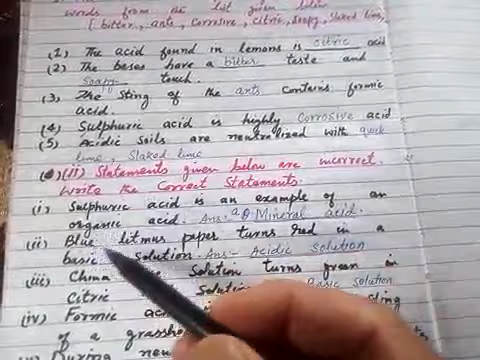 words from the list given below
( bitter, ants, Corrosive, citric, Soapy, Slaked lime,
(1) The acid found in lemons is citric acid
(2) The bases have a bitter taste and
Soapy touch.
(3) The Sting of the ants contains formic
acid.
(4) Sulphuric acid is highly Corrosive acid
(5) Acidic Soils are neutralized with quick
lime, Slaked lime
(II) Statements given below are incorrect.
Write the Correct Statements.
(i) Sulphuric acid is an example of an
organic acid. Ans. Mineral acid.
(ii) Blue litmus paper turns Red in a
basic Solution. Ans:- Acidic Solution
(iii) China Solution turns green in
Citric Basic Solution
(iv) Formic Sting
of a
(v) During